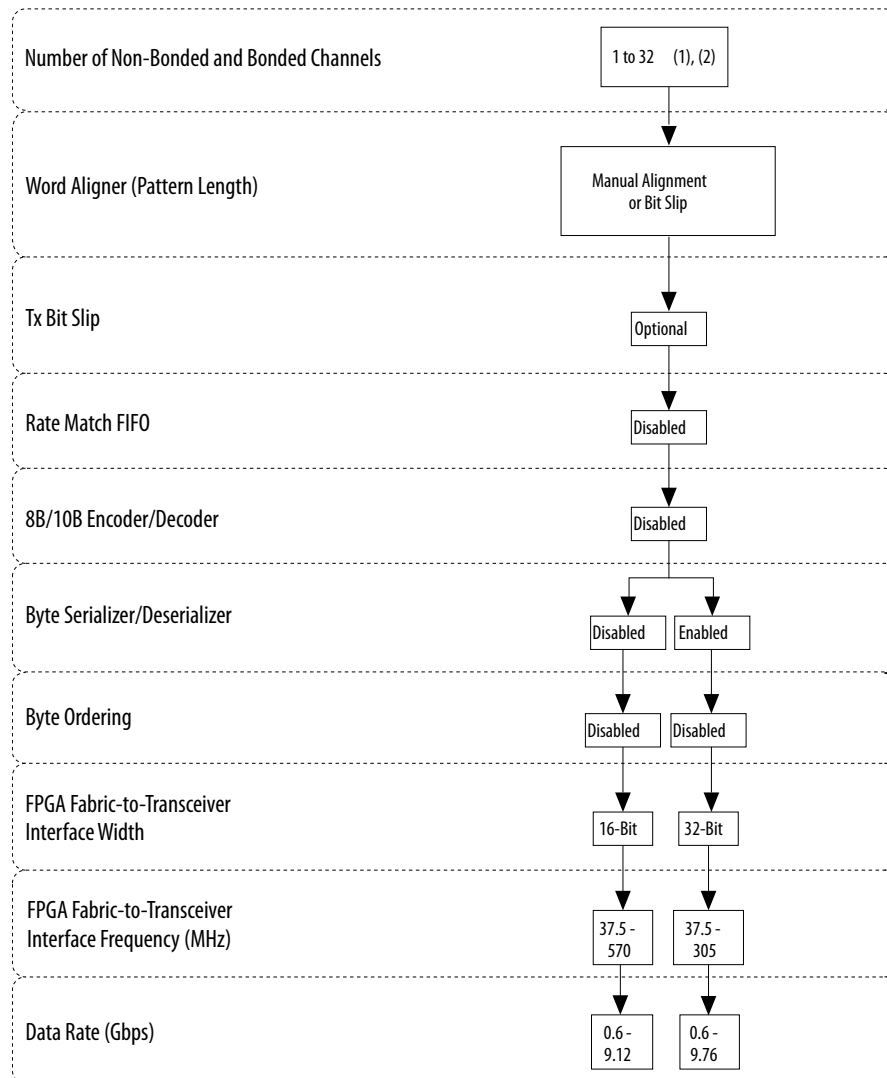 Number of Non-Bonded and Bonded Channels
1 to 32 (1), (2)
Word Aligner (Pattern Length)
Manual Alignment
or Bit Slip
Tx Bit Slip
Optional
Rate Match FIFO
Disabled
8B/10B Encoder/Decoder
Disabled
Byte Serializer/Deserializer
Disabled
Enabled
Byte Ordering
Disabled
Disabled
FPGA Fabric-to-Transceiver
Interface Width
16-Bit
32-Bit
FPGA Fabric-to-Transceiver
Interface Frequency (MHz)
37.5 -
570
37.5 -
305
Data Rate (Gbps)
0.6 -
9.12
0.6 -
9.76